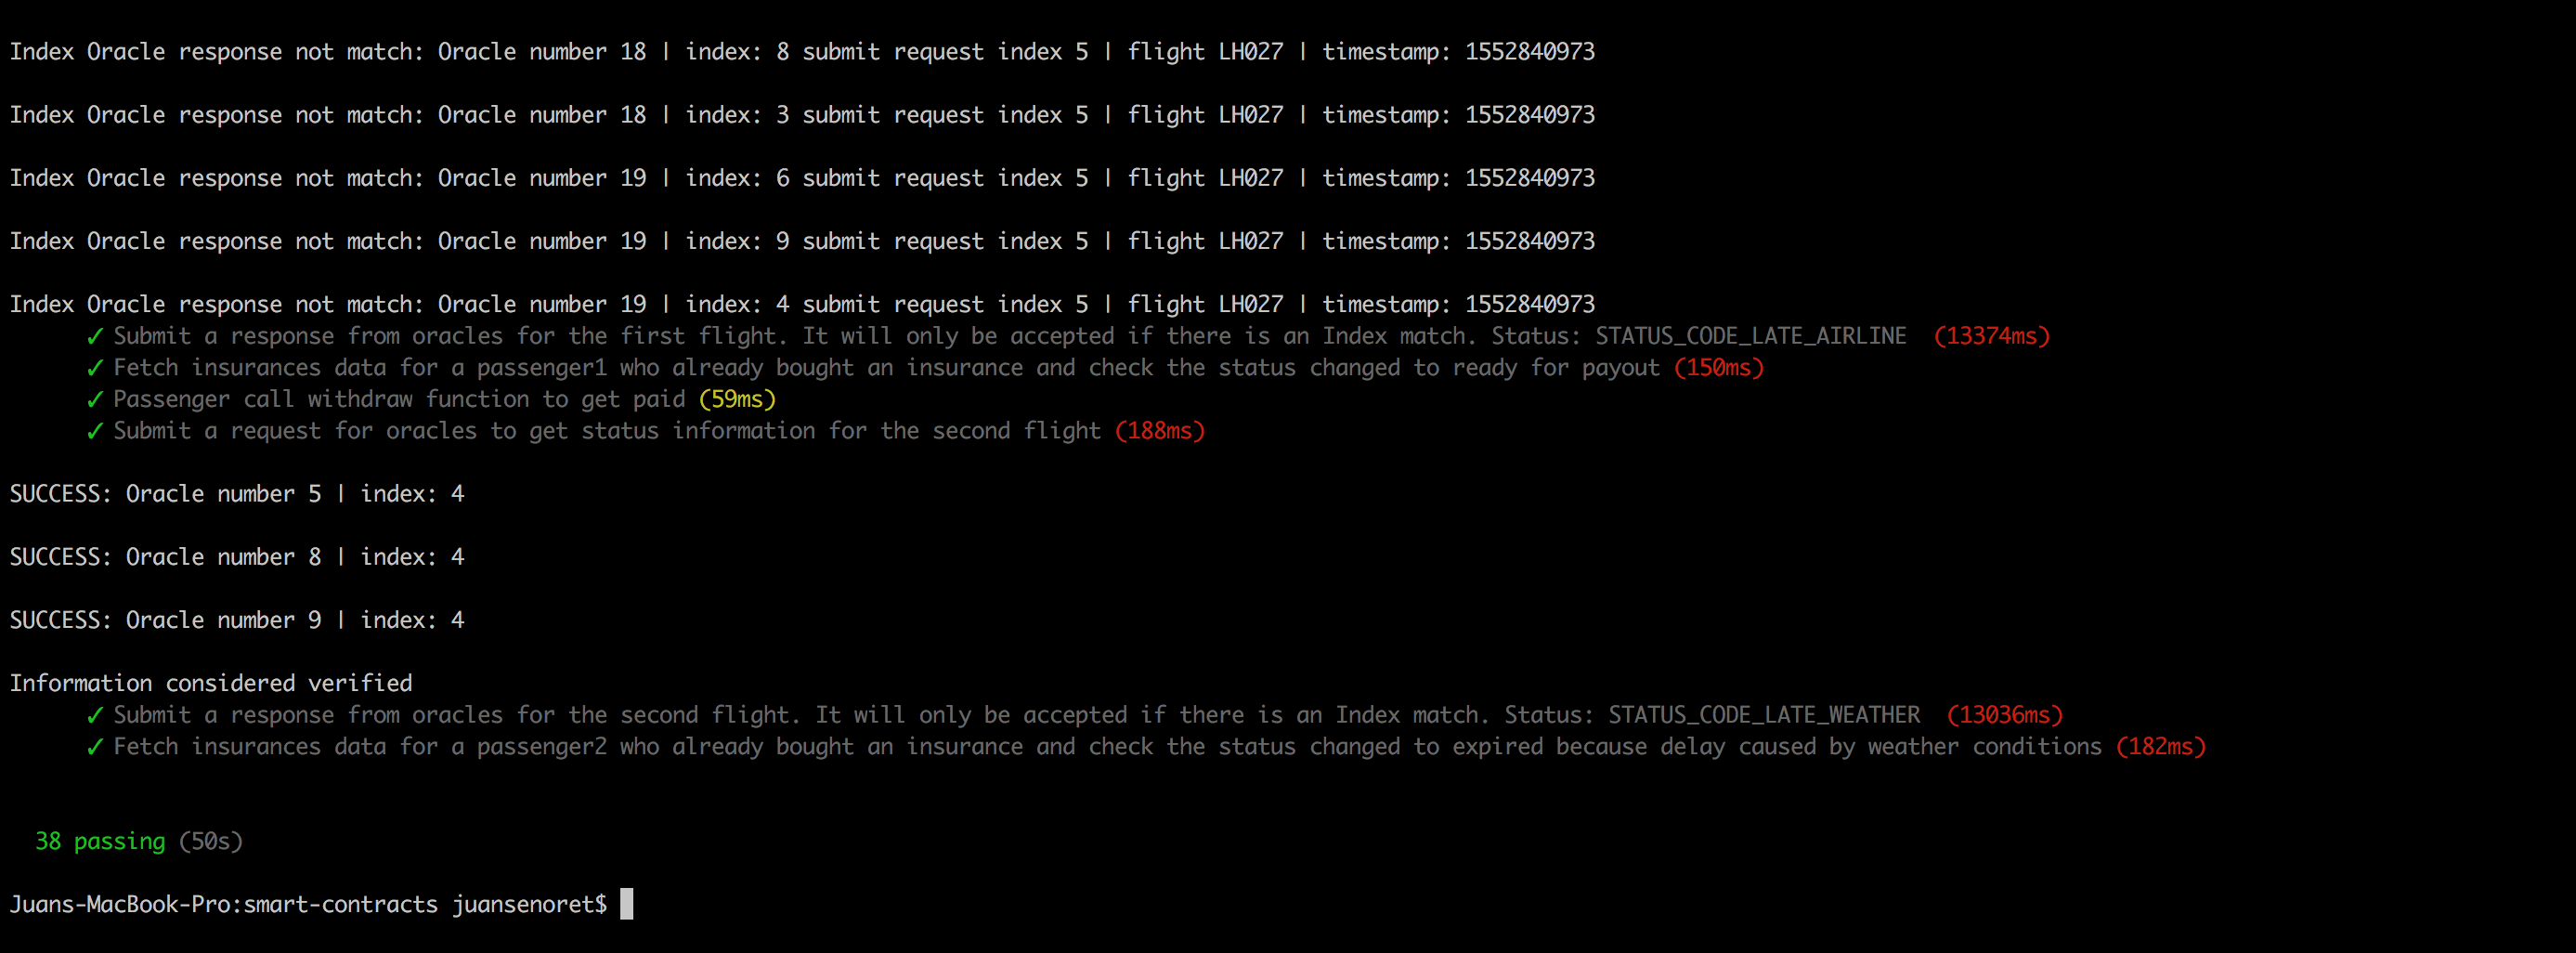 Index Oracle response not match: Oracle number 18 | index: 8 submit request index 5 | flight LH027 | timestamp: 1552840973
Index Oracle response not match: Oracle number 18 | index: 3 submit request index 5 | flight LH027 | timestamp: 1552840973
Index Oracle response not match: Oracle number 19 | index: 6 submit request index 5 | flight LH027 | timestamp: 1552840973
Index Oracle response not match: Oracle number 19 | index: 9 submit request index 5 | flight LH027 | timestamp: 1552840973
Index Oracle response not match: Oracle number 19 | index: 4 submit request index 5 | flight LH027 | timestamp: 1552840973
✓ Submit a response from oracles for the first flight. It will only be accepted if there is an Index match. Status: STATUS_CODE_LATE_AIRLINE (13374ms)
✓ Fetch insurances data for a passenger1 who already bought an insurance and check the status changed to ready for payout (150ms)
✓ Passenger call withdraw function to get paid (59ms)
✓ Submit a request for oracles to get status information for the second flight (188ms)
SUCCESS: Oracle number 5 | index: 4
SUCCESS: Oracle number 8 | index: 4
SUCCESS: Oracle number 9 | index: 4
Information considered verified
✓ Submit a response from oracles for the second flight. It will only be accepted if there is an Index match. Status: STATUS_CODE_LATE_WEATHER (13036ms)
✓ Fetch insurances data for a passenger2 who already bought an insurance and check the status changed to expired because delay caused by weather conditions (182ms)
38 passing (50s)
Juans-MacBook-Pro:smart-contracts juansenoret$